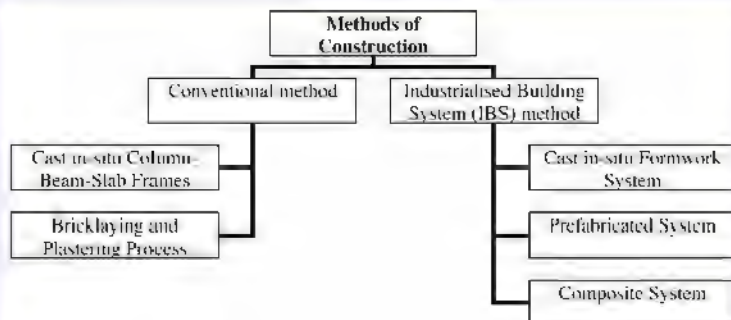 Methods of
Construction
Conventional method
Industrialised Building
System (IBS) method
Cast in-situ Column-
Beam-Slab Frames
Bricklaying and
Plastering Process
Cast in-situ Formwork
System
Prefabricated System
Composite System